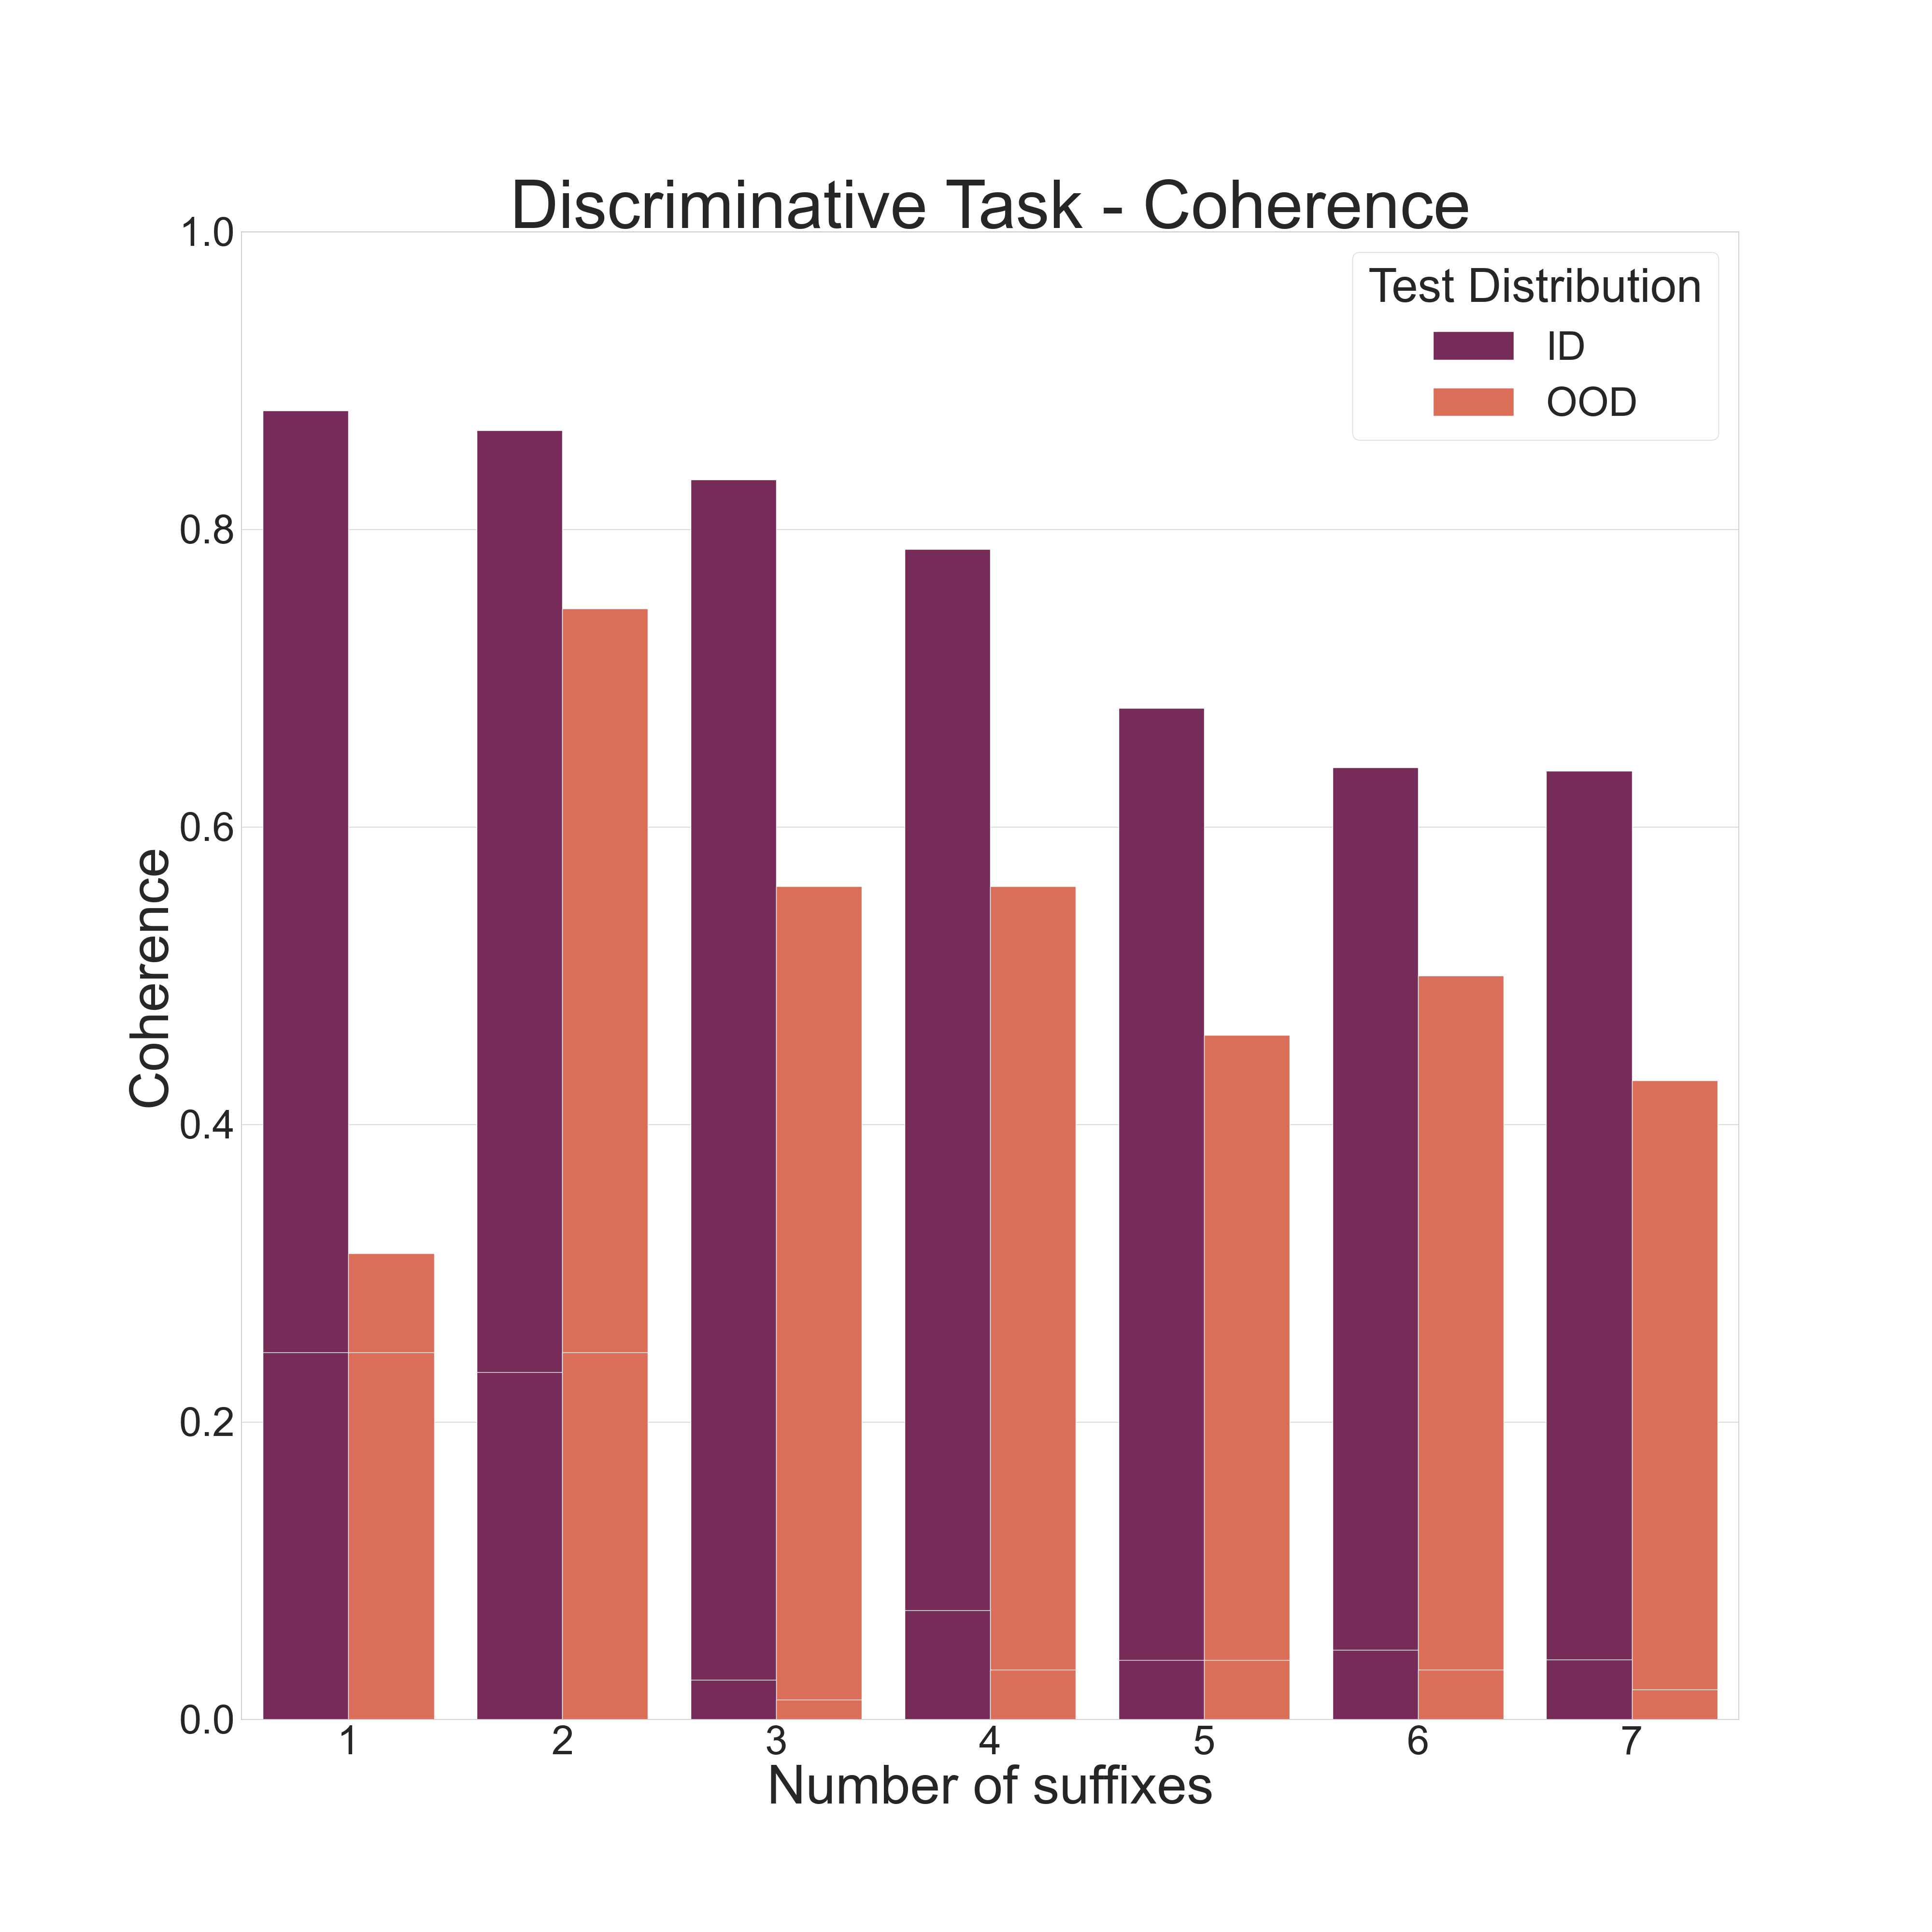 Discriminative Task - Coherence
Test Distribution
ID
OOD
1.0
0.8
0.6
0.4
0.2
0.0
Coherence
1 2 3 4 5 6 7
Number of suffixes